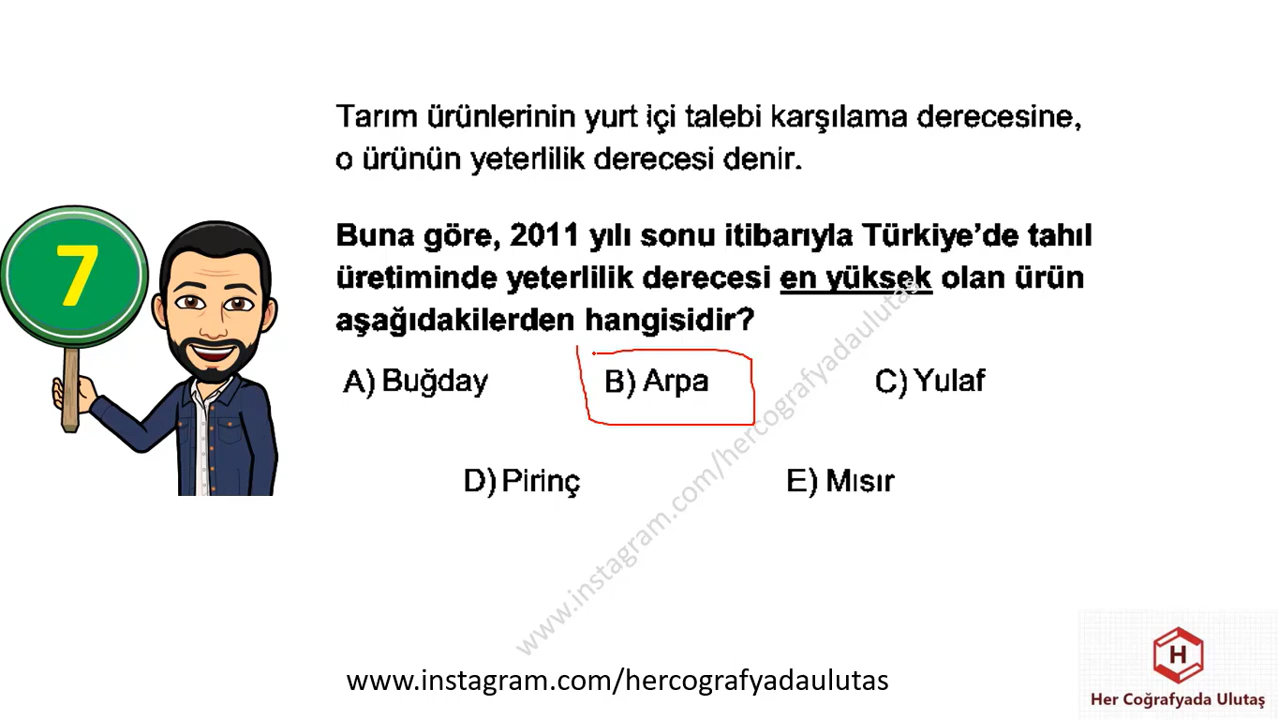 Tarım ürünlerinin yurt içi talebi karşılama derecesine,
o ürünün yeterlilik derecesi denir.
7
Buna göre, 2011 yılı sonu itibarıyla Türkiye'de tahıl
üretiminde yeterlilik derecesi en yüksek olan ürün
aşağıdakilerden hangisidir?
A) Buğday B) Arpa C) Yulaf
D) Pirinç E) Mısır
www.instagram.com/hercografyadaulutas
www.instagram.com/hercografyadaulutas
H
Her Coğrafyada Ulutaş